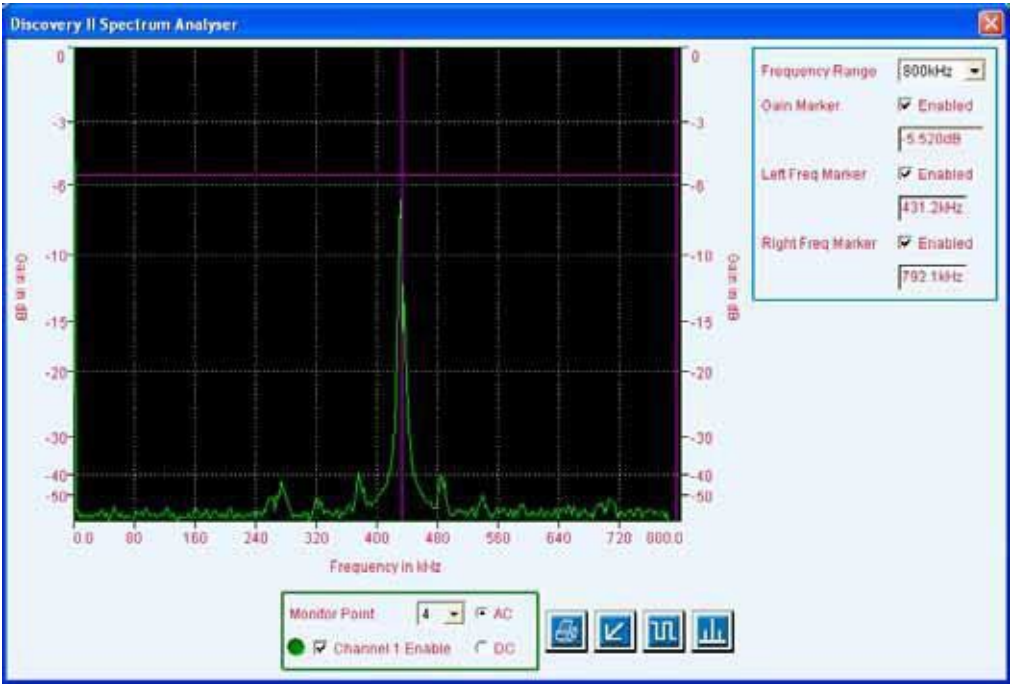 Discovery II Spectrum Analyser
0
-3
-6
-10
-15
-20
-30
-40
-50
Gain in dB
0
-3
-6
-10
-15
-20
-30
-40
-50
Gain in dB
0.0 80 160 240 320 400 480 560 640 720 800.0
Frequency in kHz
Frequency Range 800kHz
Gain Marker Enabled
-5.520dB
Left Freq Marker Enabled
431.2kHz
Right Freq Marker Enabled
792.1kHz
Monitor Point 4 AC
Channel 1 Enable DC